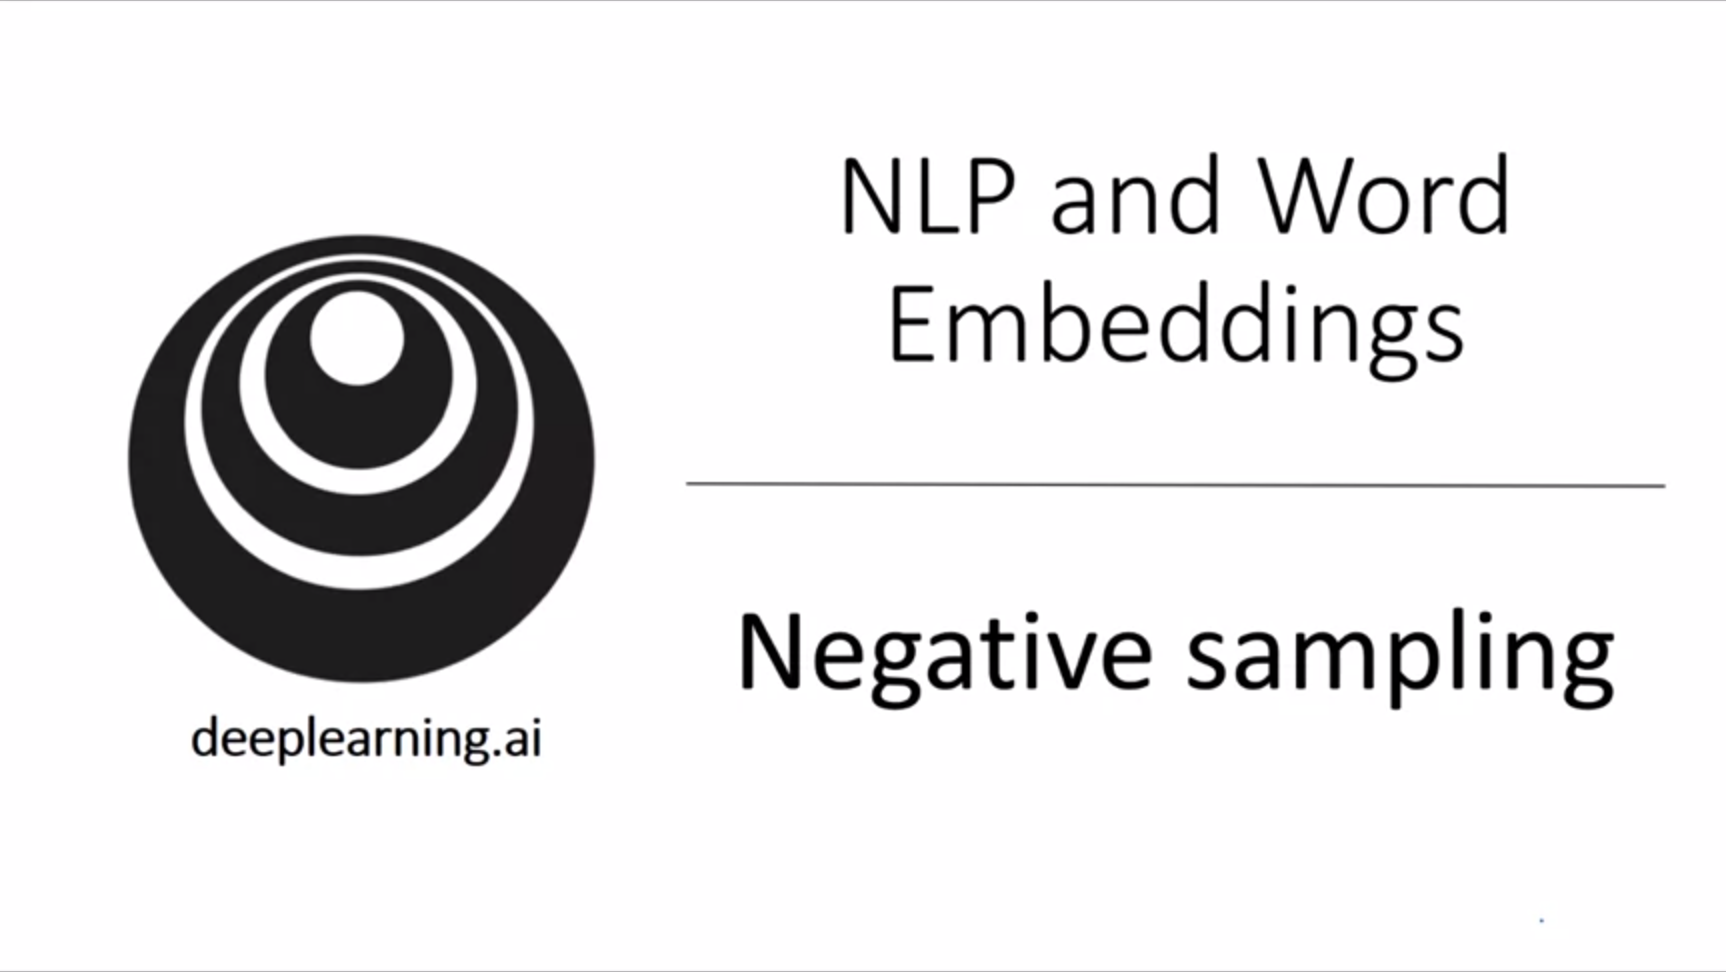 NLP and Word
Embeddings
Negative sampling
deeplearning.ai